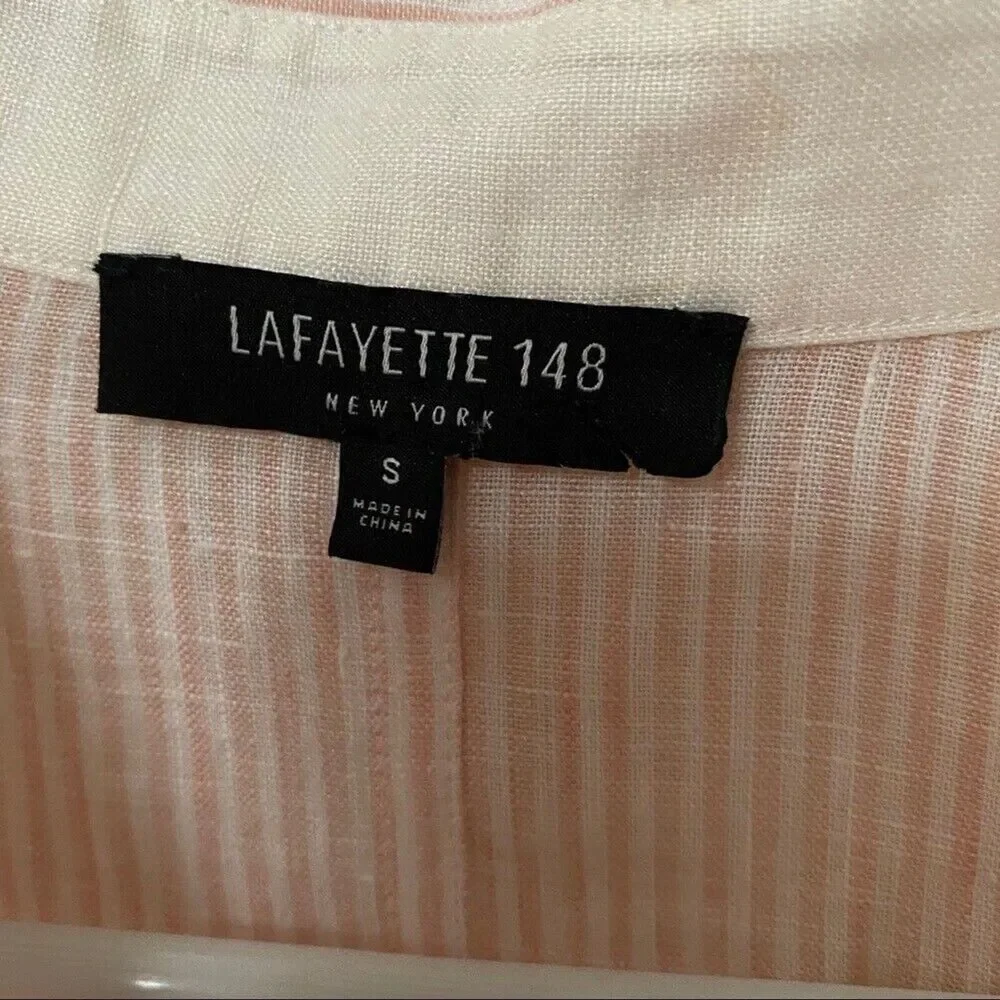 LAFAYETTE 148
NEW YORK
S
MADE IN
CHINA